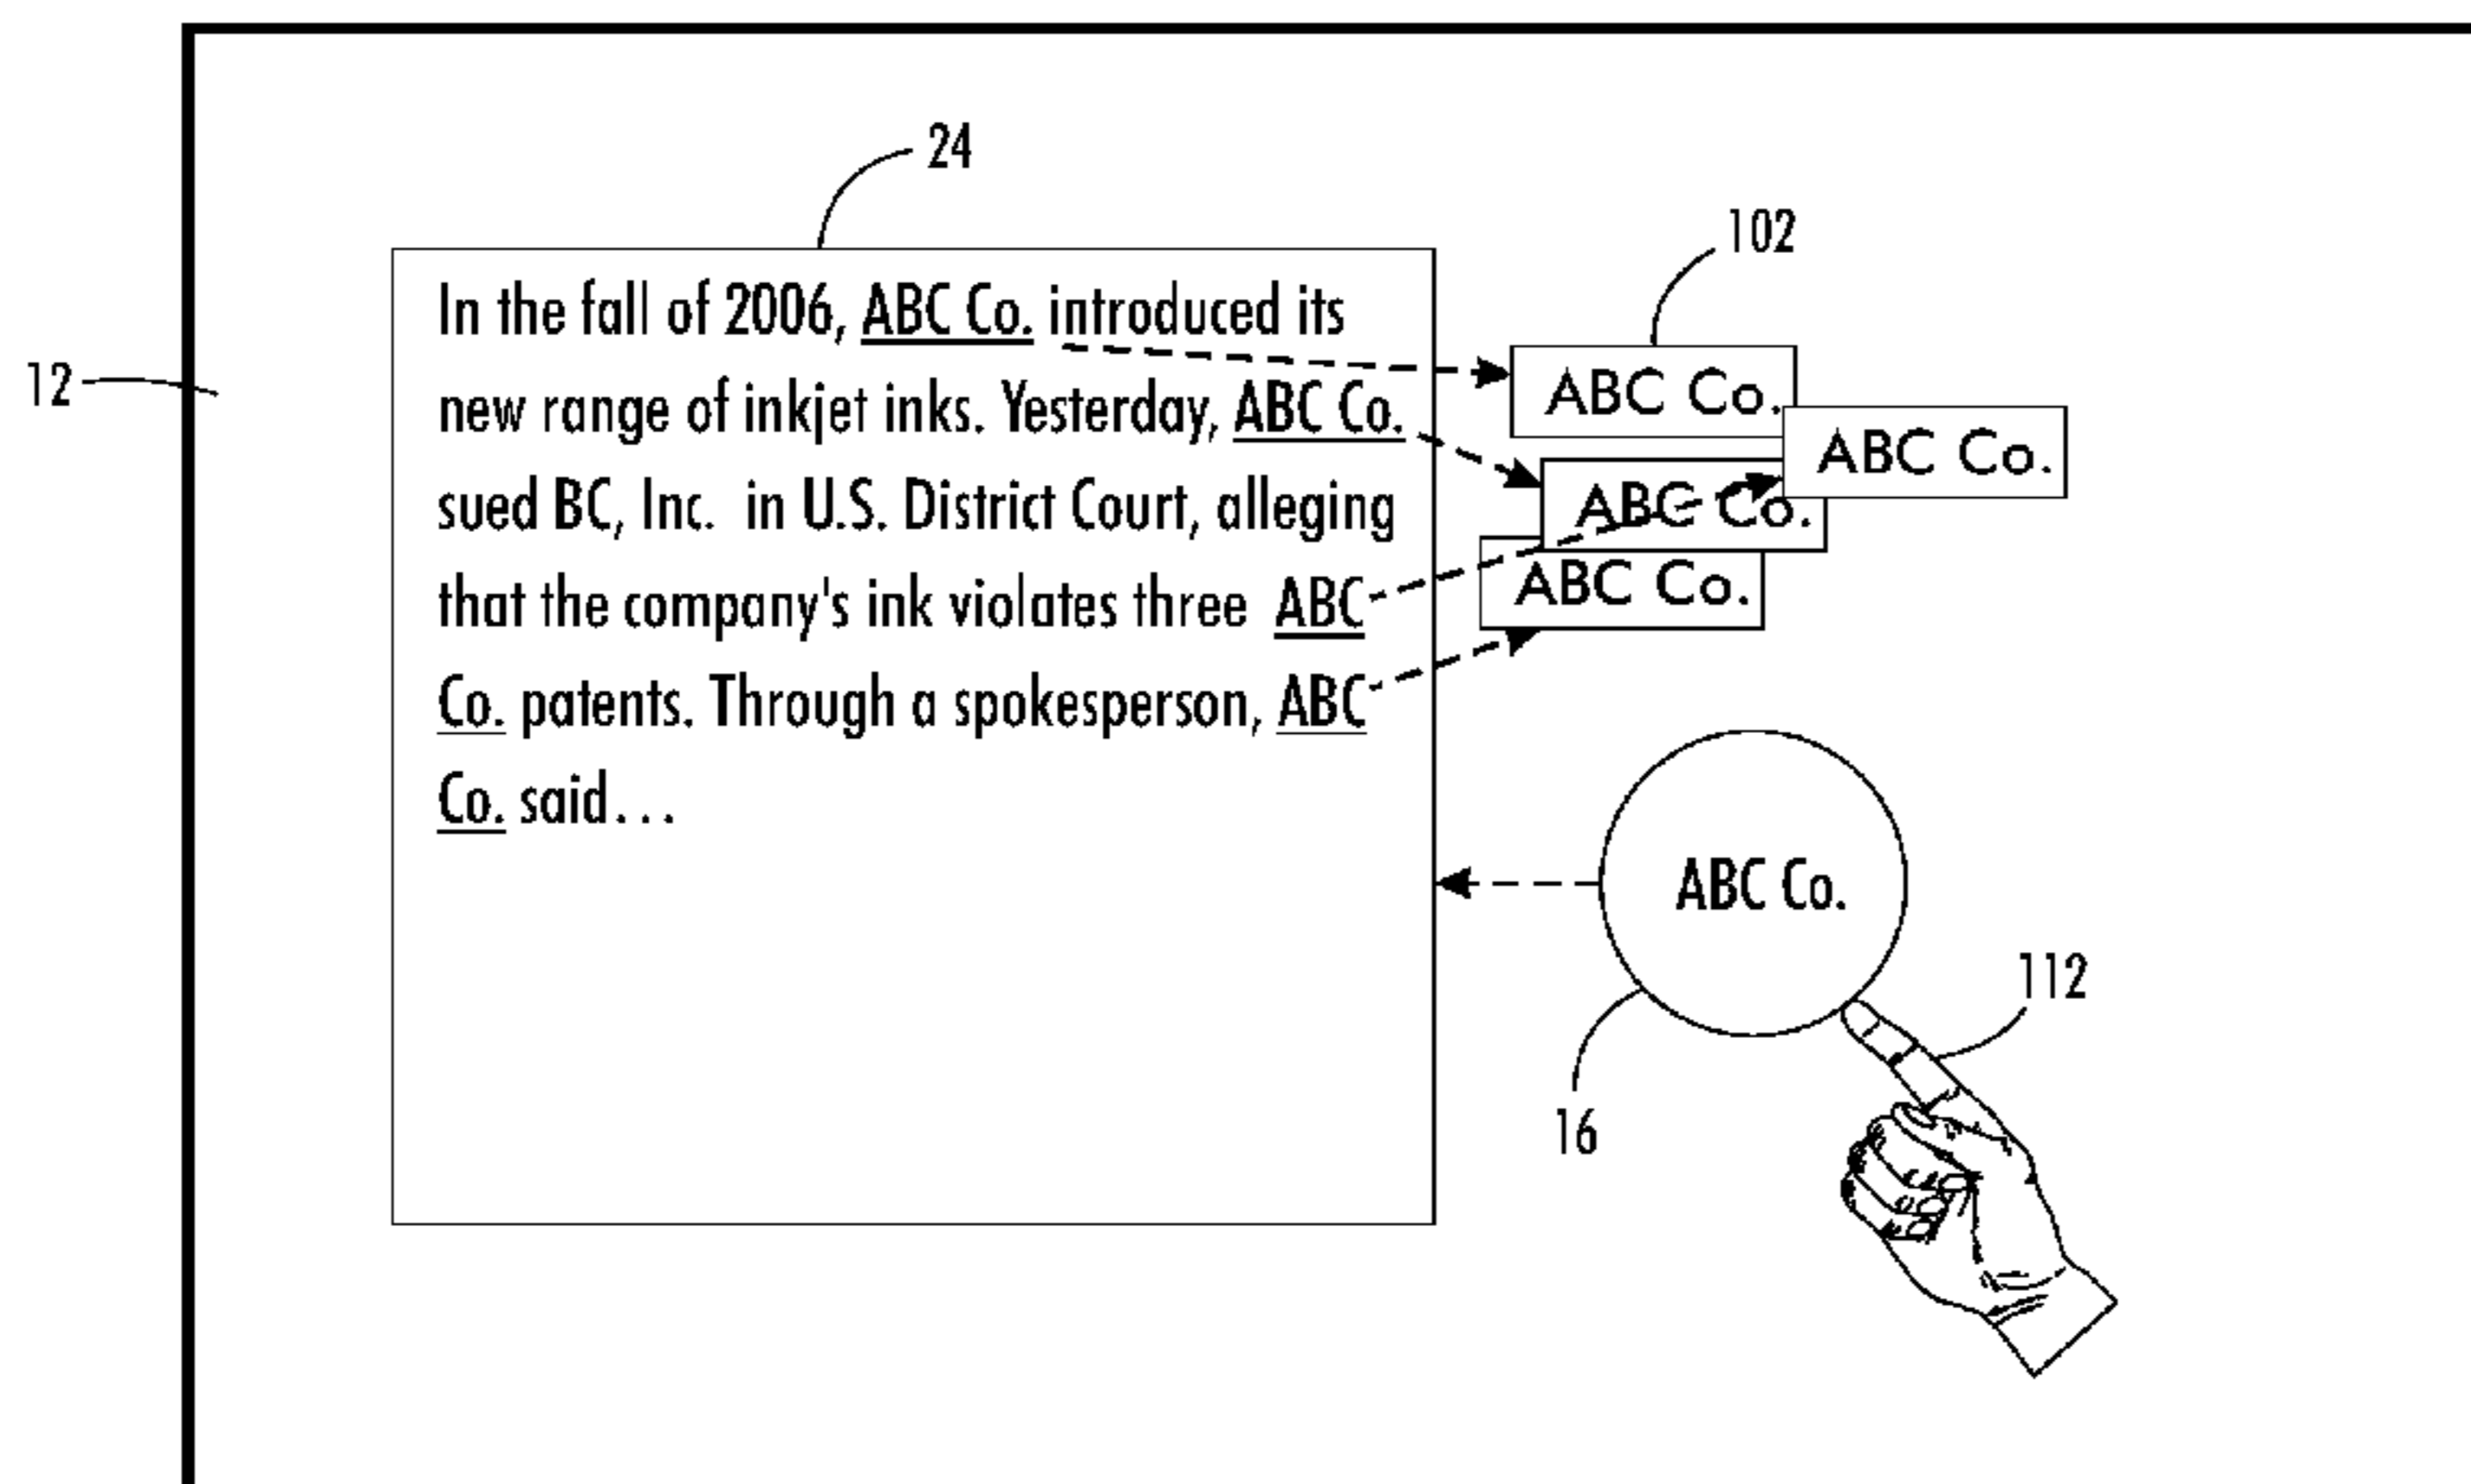 24
102
12
In the fall of 2006, ABC Co. introduced its
new range of inkjet inks. Yesterday, ABC Co.
sued BC, Inc. in U.S. District Court, alleging
that the company's ink violates three ABC
Co. patents. Through a spokesperson, ABC
Co. said...
ABC Co.
ABC Co.
ABC Co.
ABC Co.
ABC Co.
112
16